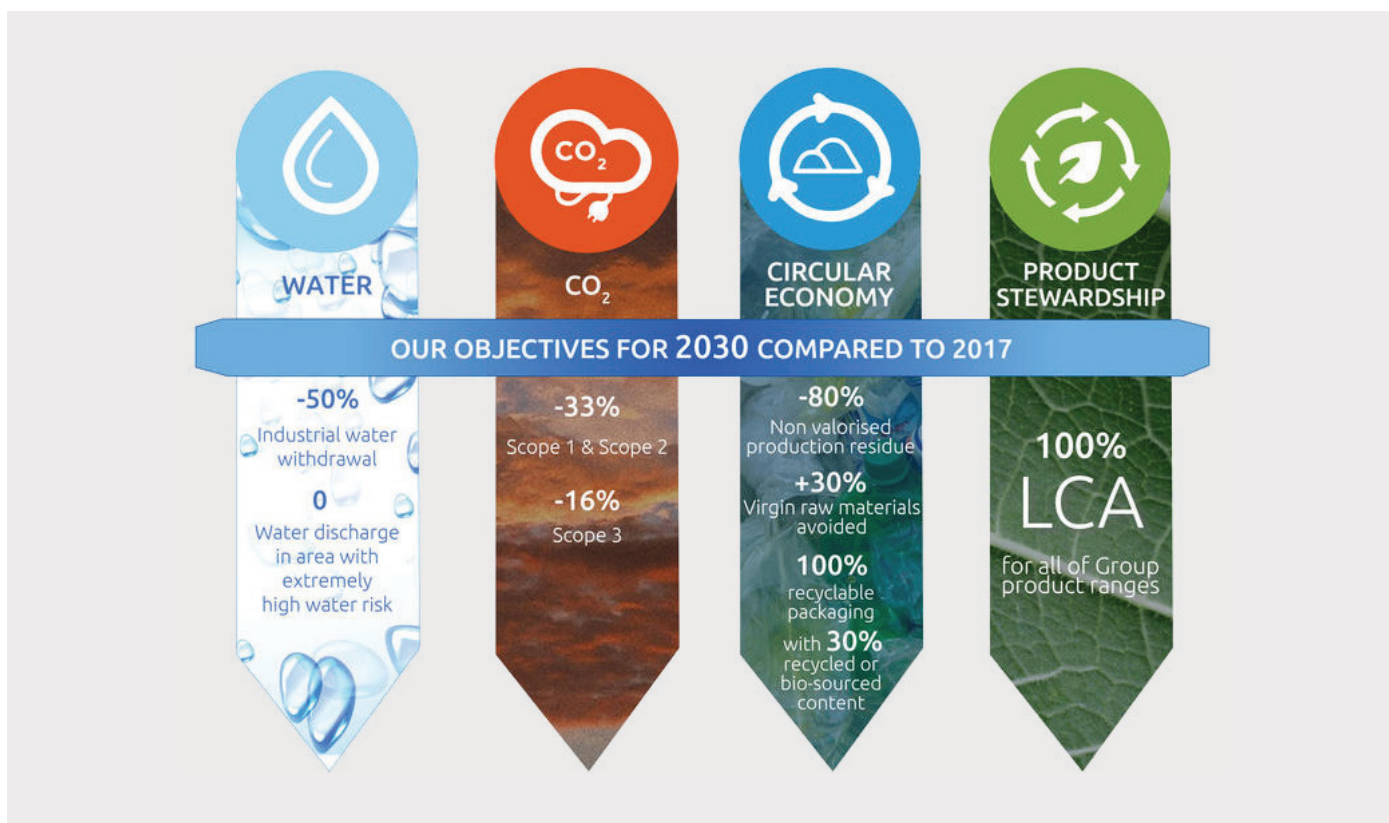 CO2
WATER
CO2
CIRCULAR
ECONOMY
PRODUCT
STEWARDSHIP
OUR OBJECTIVES FOR 2030 COMPARED TO 2017
-50%
Industrial water
withdrawal
0
Water discharge
in area with
extremely
high water risk
-33%
Scope 1 & Scope 2
-16%
Scope 3
-80%
Non valorised
production residue
+30%
Virgin raw materials
avoided
100%
recyclable
packaging
with 30%
recycled or
bio-sourced
content
100%
LCA
for all of Group
product ranges